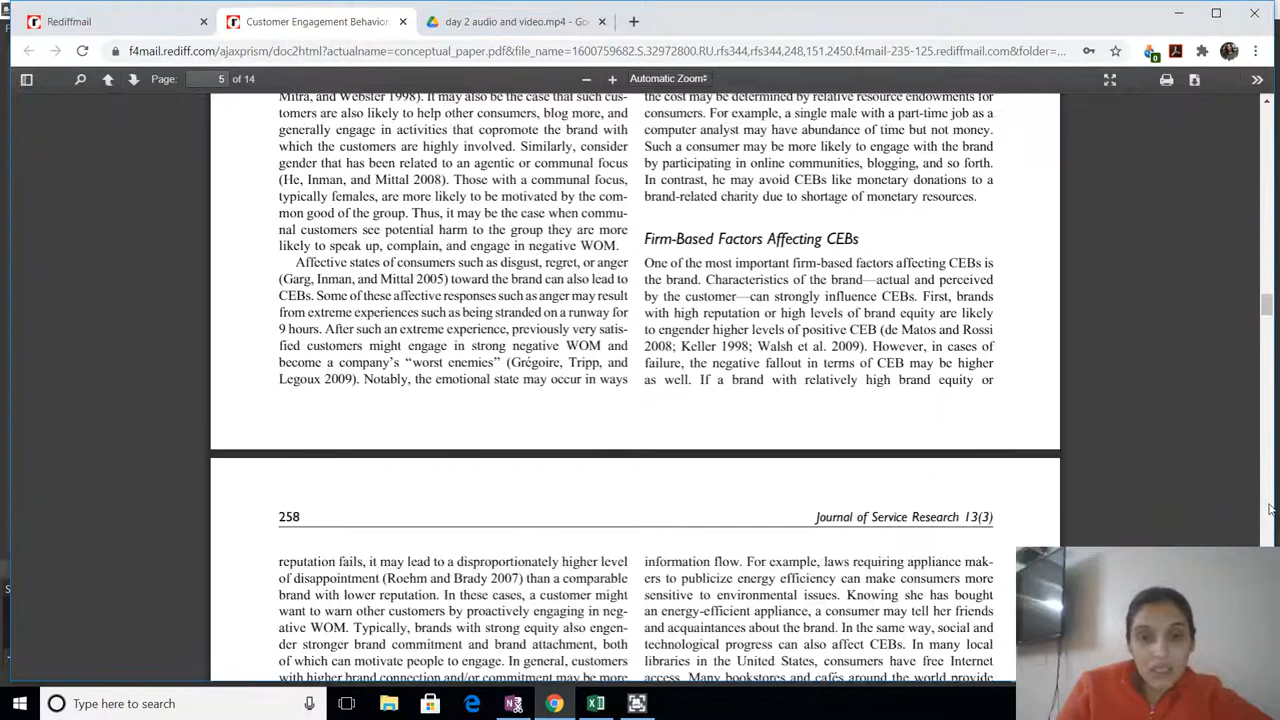 Rediffmail
Customer Engagement Behavior
day 2 audio and video.mp4 - Go
f4mail.rediff.com/ajaxprism/doc2html?actualname=conceptual_paper.pdf&file_name=1600759682.S.32972800.RU.rfs344,rfs344,248,151.2450.f4mail-235-125.rediffmail.com&folder=...
0
Page:
5
of 14
Automatic Zoom
Mitra, and Webster 1998). It may also be the case that such cus-
tomers are also likely to help other consumers, blog more, and
generally engage in activities that copromote the brand with
which the customers are highly involved. Similarly, consider
gender that has been related to an agentic or communal focus
(He, Inman, and Mittal 2008). Those with a communal focus,
typically females, are more likely to be motivated by the com-
mon good of the group. Thus, it may be the case when commu-
nal customers see potential harm to the group they are more
likely to speak up, complain, and engage in negative WOM.
Affective states of consumers such as disgust, regret, or anger
(Garg, Inman, and Mittal 2005) toward the brand can also lead to
CEBs. Some of these affective responses such as anger may result
from extreme experiences such as being stranded on a runway for
9 hours. After such an extreme experience, previously very satis-
fied customers might engage in strong negative WOM and
become a company's “worst enemies” (Grégoire, Tripp, and
Legoux 2009). Notably, the emotional state may occur in ways
the cost may be determined by relative resource endowments for
consumers. For example, a single male with a part-time job as a
computer analyst may have abundance of time but not money.
Such a consumer may be more likely to engage with the brand
by participating in online communities, blogging, and so forth.
In contrast, he may avoid CEBs like monetary donations to a
brand-related charity due to shortage of monetary resources.
Firm-Based Factors Affecting CEBs
One of the most important firm-based factors affecting CEBs is
the brand. Characteristics of the brand—actual and perceived
by the customer—can strongly influence CEBs. First, brands
with high reputation or high levels of brand equity are likely
to engender higher levels of positive CEB (de Matos and Rossi
2008; Keller 1998; Walsh et al. 2009). However, in cases of
failure, the negative fallout in terms of CEB may be higher
as well. If a brand with relatively high brand equity or
258
Journal of Service Research 13(3)
reputation fails, it may lead to a disproportionately higher level
of disappointment (Roehm and Brady 2007) than a comparable
brand with lower reputation. In these cases, a customer might
want to warn other customers by proactively engaging in neg-
ative WOM. Typically, brands with strong equity also engen-
der stronger brand commitment and brand attachment, both
of which can motivate people to engage. In general, customers
with higher brand connection and/or commitment may be more
information flow. For example, laws requiring appliance mak-
ers to publicize energy efficiency can make consumers more
sensitive to environmental issues. Knowing she has bought
an energy-efficient appliance, a consumer may tell her friends
and acquaintances about the brand. In the same way, social and
technological progress can also affect CEBs. In many local
libraries in the United States, consumers have free Internet
access. Many bookstores and cafés around the world provide
Type here to search